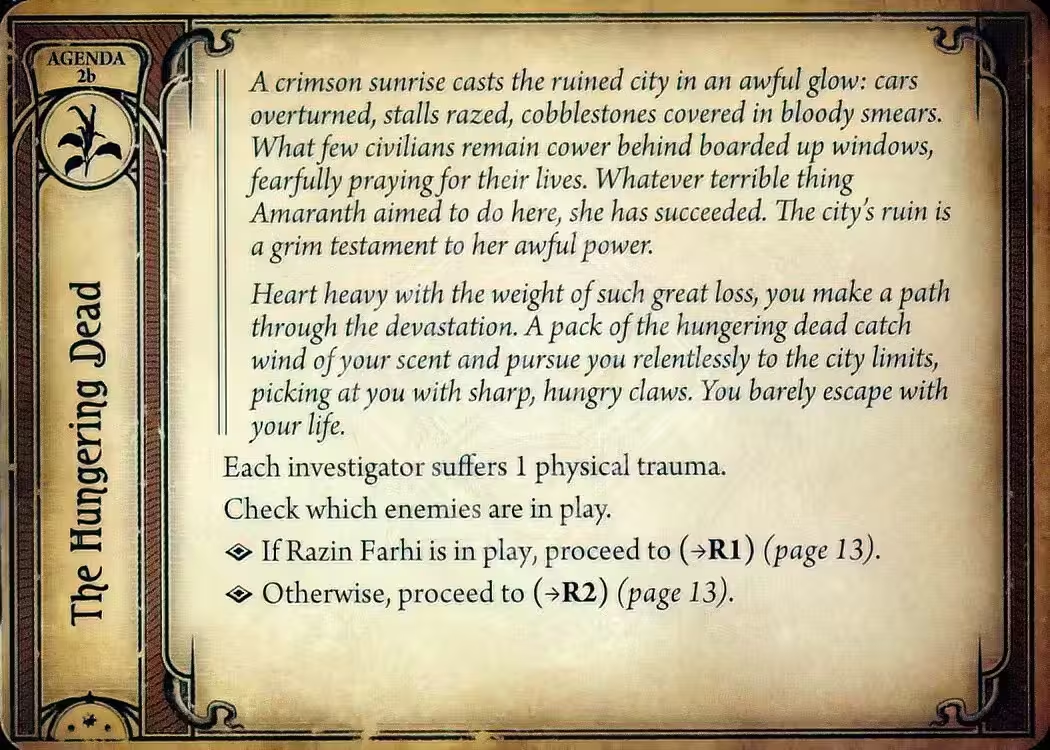 AGENDA
2b
The Hungering Dead
A crimson sunrise casts the ruined city in an awful glow: cars
overturned, stalls razed, cobblestones covered in bloody smears.
What few civilians remain cower behind boarded up windows,
fearfully praying for their lives. Whatever terrible thing
Amaranth aimed to do here, she has succeeded. The city's ruin is
a grim testament to her awful power.
Heart heavy with the weight of such great loss, you make a path
through the devastation. A pack of the hungering dead catch
wind of your scent and pursue you relentlessly to the city limits,
picking at you with sharp, hungry claws. You barely escape with
your life.
Each investigator suffers 1 physical trauma.
Check which enemies are in play.
If Razin Farhi is in play, proceed to (→R1) (page 13).
Otherwise, proceed to (→R2) (page 13).